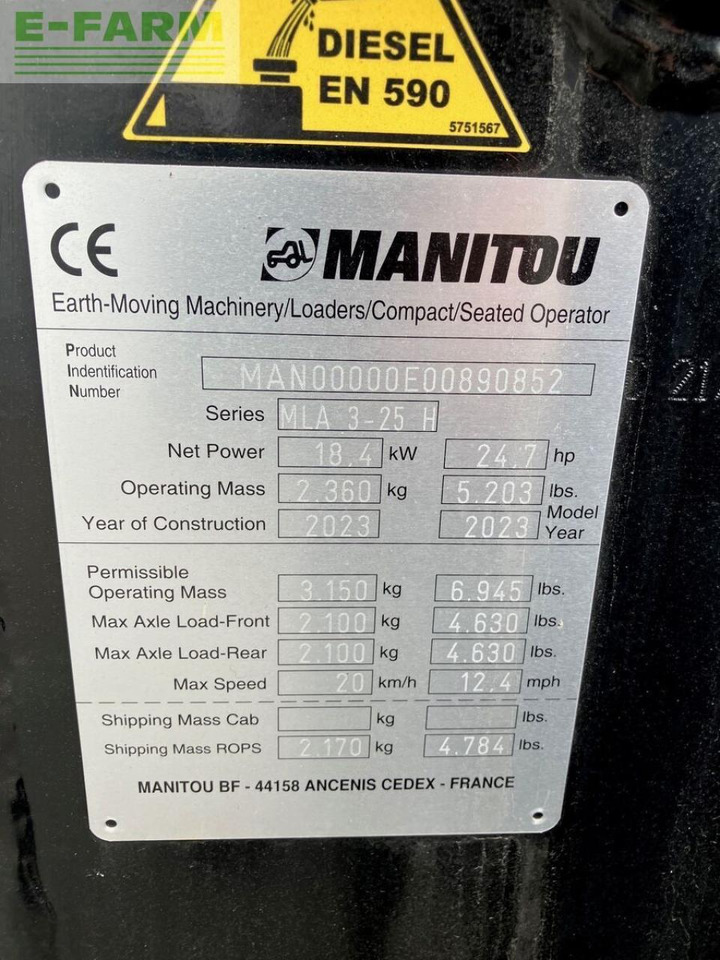 E-FARM
DIESEL
EN 590
5751567
CE
MANITOU
Earth-Moving Machinery/Loaders/Compact/Seated Operator
Product
Indentification
Number
MAN00000E00890852
Series MLA 3-25 H
Net Power 18.4 kW 24.7 hp
Operating Mass 2.360 kg 5.203 lbs.
Year of Construction 2023 2023 Model Year
Permissible
Operating Mass 3.150 kg 6.945 lbs.
Max Axle Load-Front 2.100 kg 4.630 lbs.
Max Axle Load-Rear 2.100 kg 4.630 lbs.
Max Speed 20 km/h 12.4 mph
Shipping Mass Cab kg lbs.
Shipping Mass ROPS 2.170 kg 4.784 lbs.
MANITOU BF - 44158 ANCENIS CEDEX - FRANCE